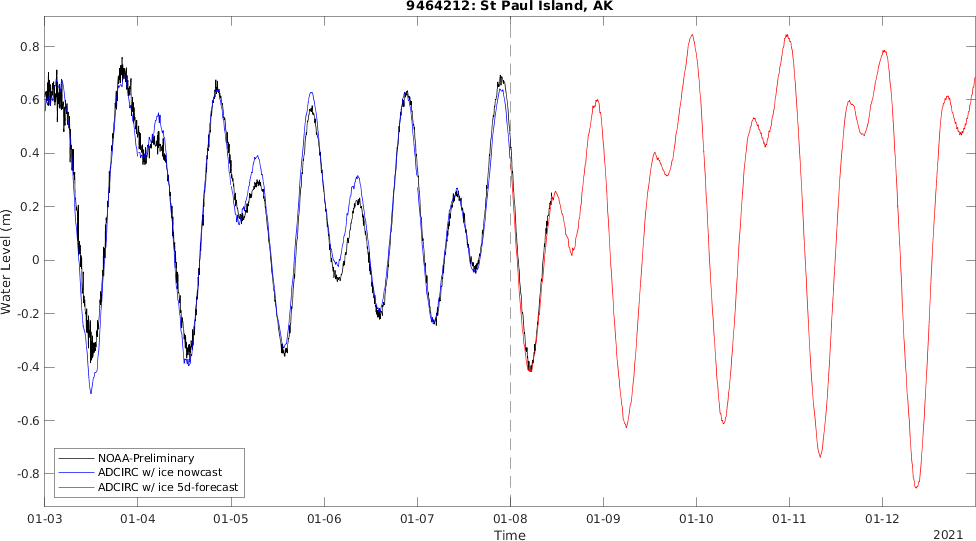 9464212: St Paul Island, AK
Water Level (m)
0.8
0.6
0.4
0.2
0
-0.2
-0.4
-0.6
-0.8
NOAA-Preliminary
ADCIRC w/ ice nowcast
ADCIRC w/ ice 5d-forecast
01-03 01-04 01-05 01-06 01-07 01-08 01-09 01-10 01-11 01-12
Time
2021